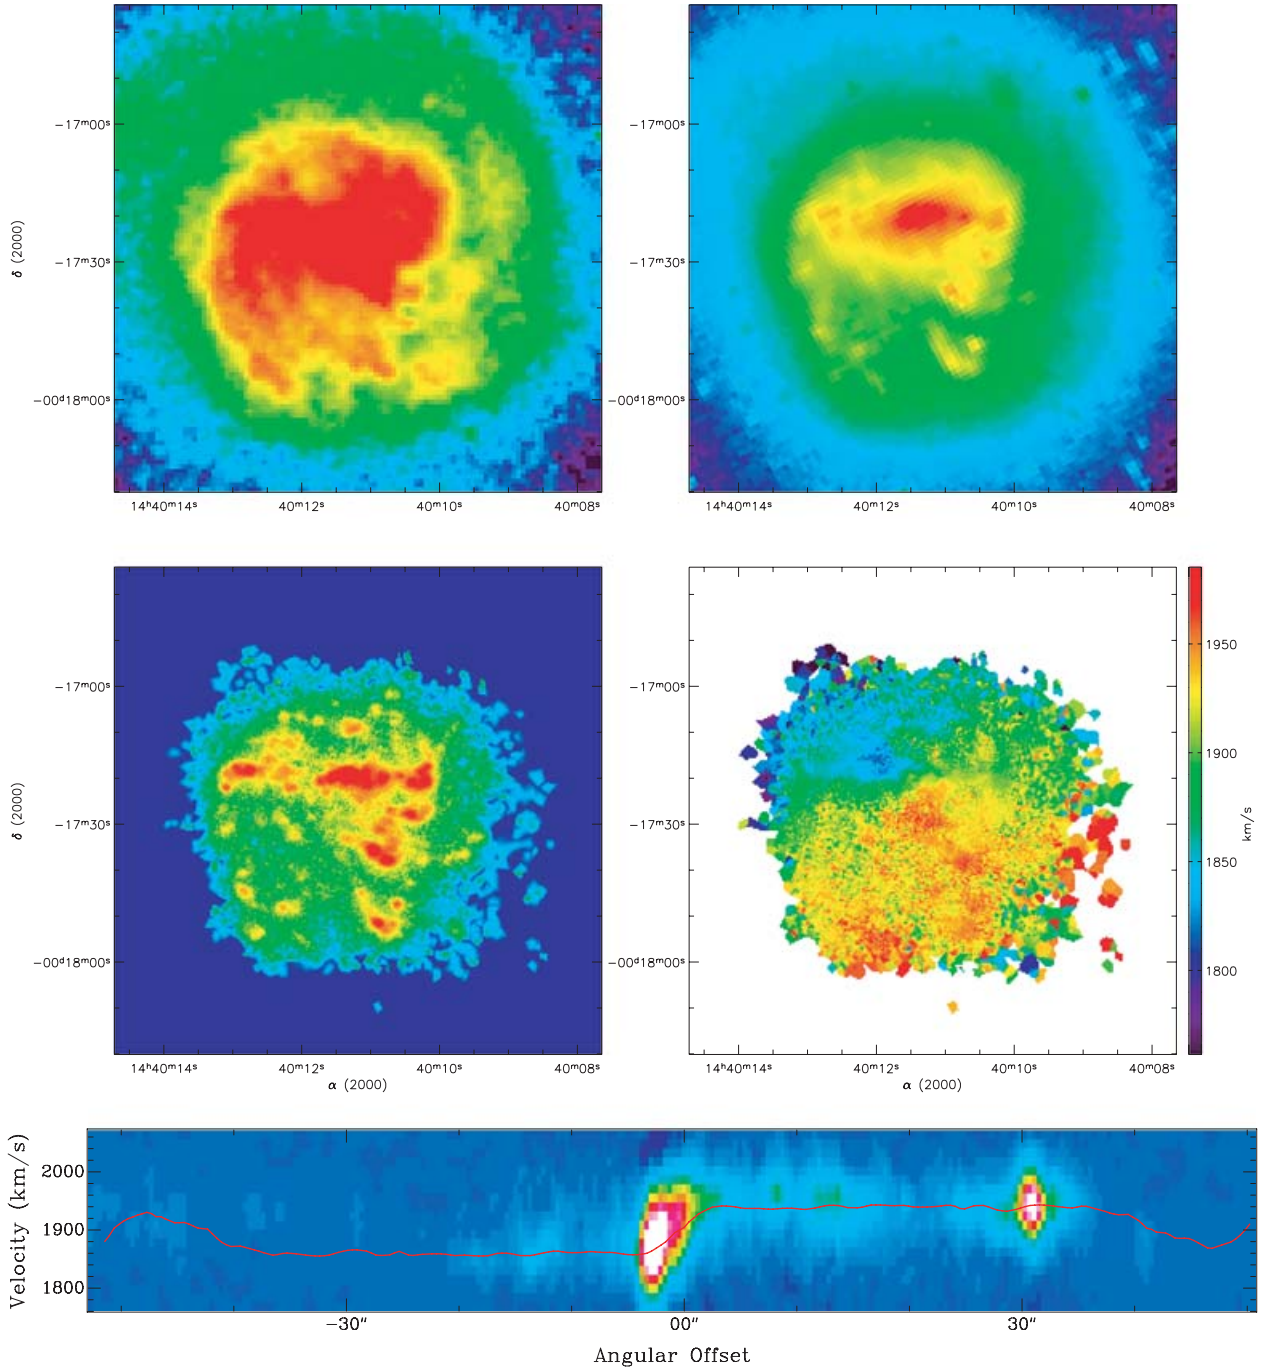 −17ᵐ00ˢ
−17ᵐ00ˢ
δ (2000)
−17ᵐ30ˢ
−17ᵐ30ˢ
−00ᵈ18ᵐ00ˢ
−00ᵈ18ᵐ00ˢ
14ʰ40ᵐ14ˢ 40ᵐ12ˢ 40ᵐ10ˢ 40ᵐ08ˢ
14ʰ40ᵐ14ˢ 40ᵐ12ˢ 40ᵐ10ˢ 40ᵐ08ˢ
−17ᵐ00ˢ
−17ᵐ00ˢ
δ (2000)
−17ᵐ30ˢ
−17ᵐ30ˢ
−00ᵈ18ᵐ00ˢ
−00ᵈ18ᵐ00ˢ
1950
1900
1850
1800
km/s
14ʰ40ᵐ14ˢ 40ᵐ12ˢ 40ᵐ10ˢ 40ᵐ08ˢ
14ʰ40ᵐ14ˢ 40ᵐ12ˢ 40ᵐ10ˢ 40ᵐ08ˢ
α (2000)
α (2000)
Velocity (km/s)
2000
1900
1800
−30″ 00″ 30″
Angular Offset